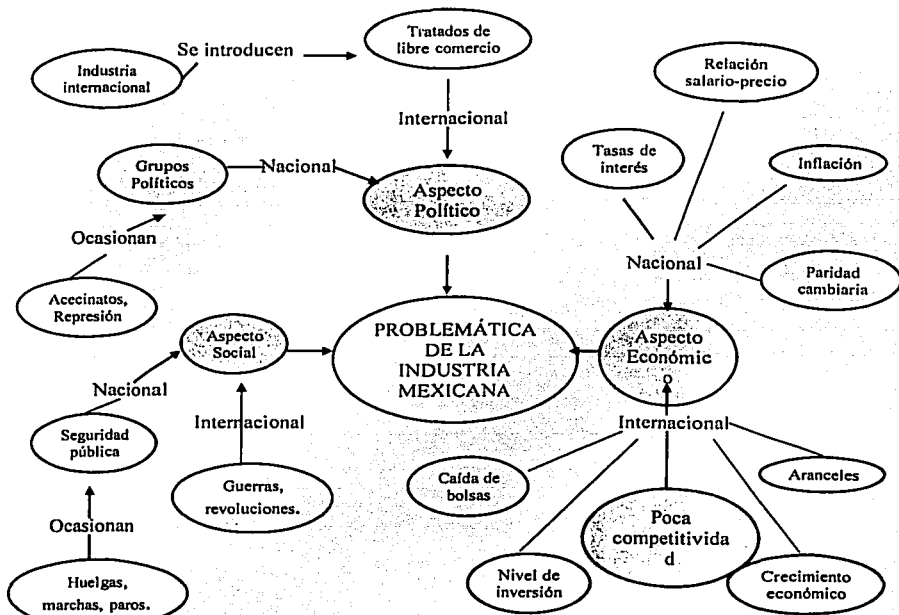 Tratados de
libre comercio
Se introducen
Industria
internacional
Relación
salario-precio
Internacional
Tasas de
interés
Inflación
Grupos
Políticos
Nacional
Aspecto
Político
Ocasionan
Nacional
Paridad
cambiaria
Acecinatos,
Represión
Aspecto
Social
PROBLEMÁTICA
DE LA
INDUSTRIA
MEXICANA
Aspecto
Económic
o
Nacional
Internacional
Internacional
Seguridad
pública
Caída de
bolsas
Aranceles
Guerras,
revoluciones.
Poca
competitivida
d
Ocasionan
Nivel de
inversión
Crecimiento
económico
Huelgas,
marchas, paros.